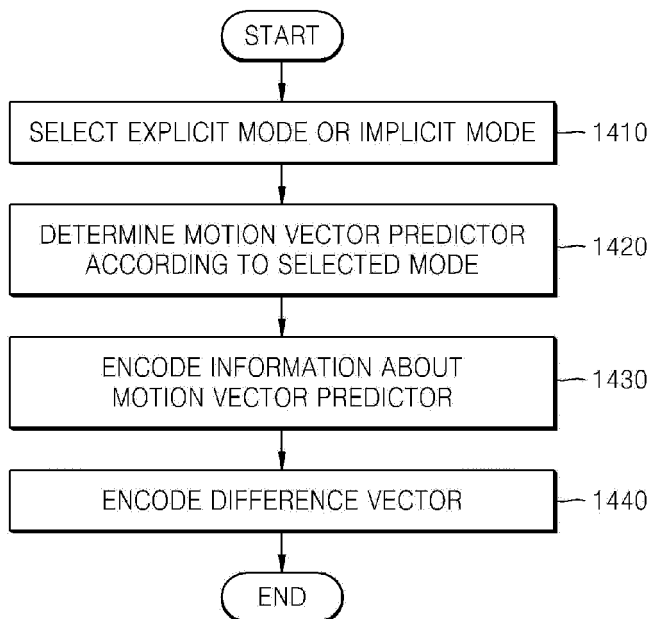 START
SELECT EXPLICIT MODE OR IMPLICIT MODE
1410
DETERMINE MOTION VECTOR PREDICTOR
ACCORDING TO SELECTED MODE
1420
ENCODE INFORMATION ABOUT
MOTION VECTOR PREDICTOR
1430
ENCODE DIFFERENCE VECTOR
1440
END